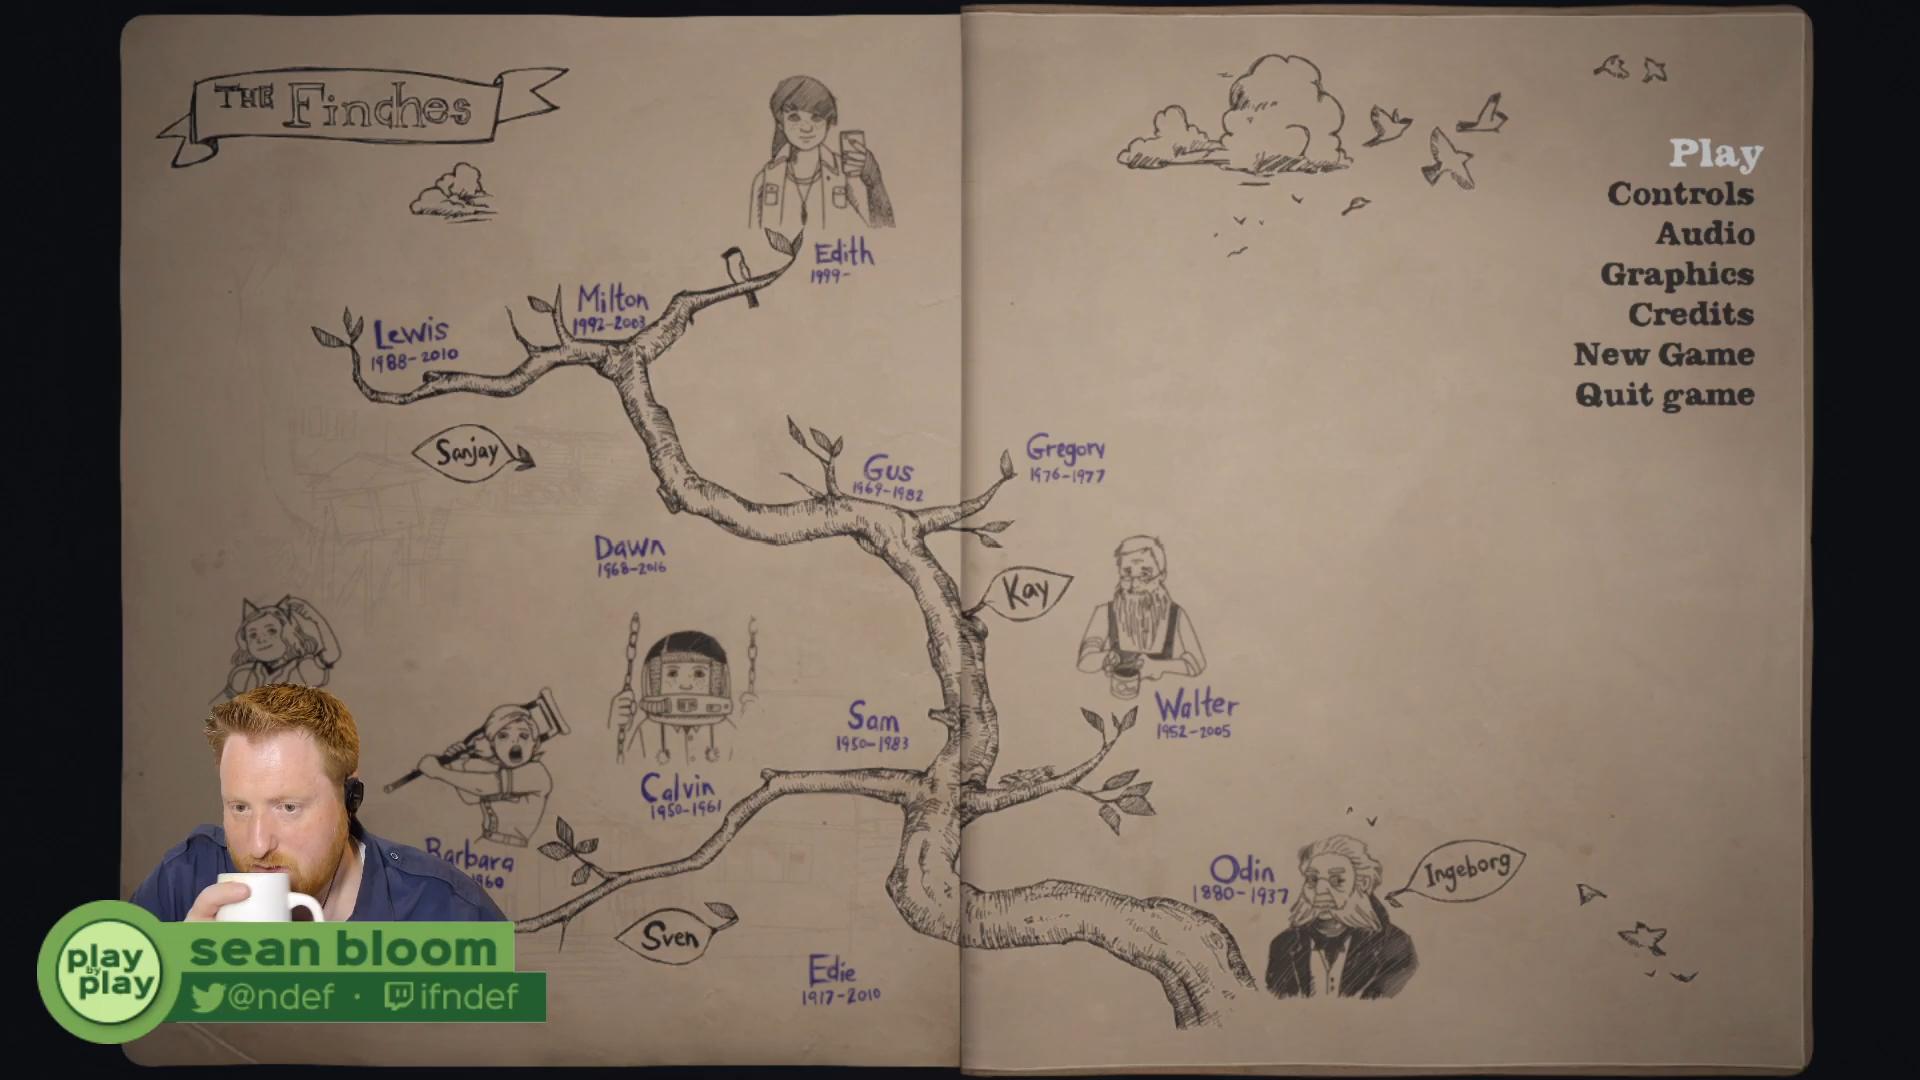 THE Finches
Play
Controls
Audio
Graphics
Credits
New Game
Quit game
Edith
1999-
Milton
1992-2003
Lewis
1988-2010
Sanjay
Gregory
1976-1977
Gus
1969-1982
Dawn
1968-2016
Kay
Walter
1952-2005
Sam
1950-1983
Calvin
1950-1961
Barbara
1960
Odin
1880-1937
Ingeborg
Sven
Edie
1917-2010
play by play
sean bloom
@ndef · ifndef